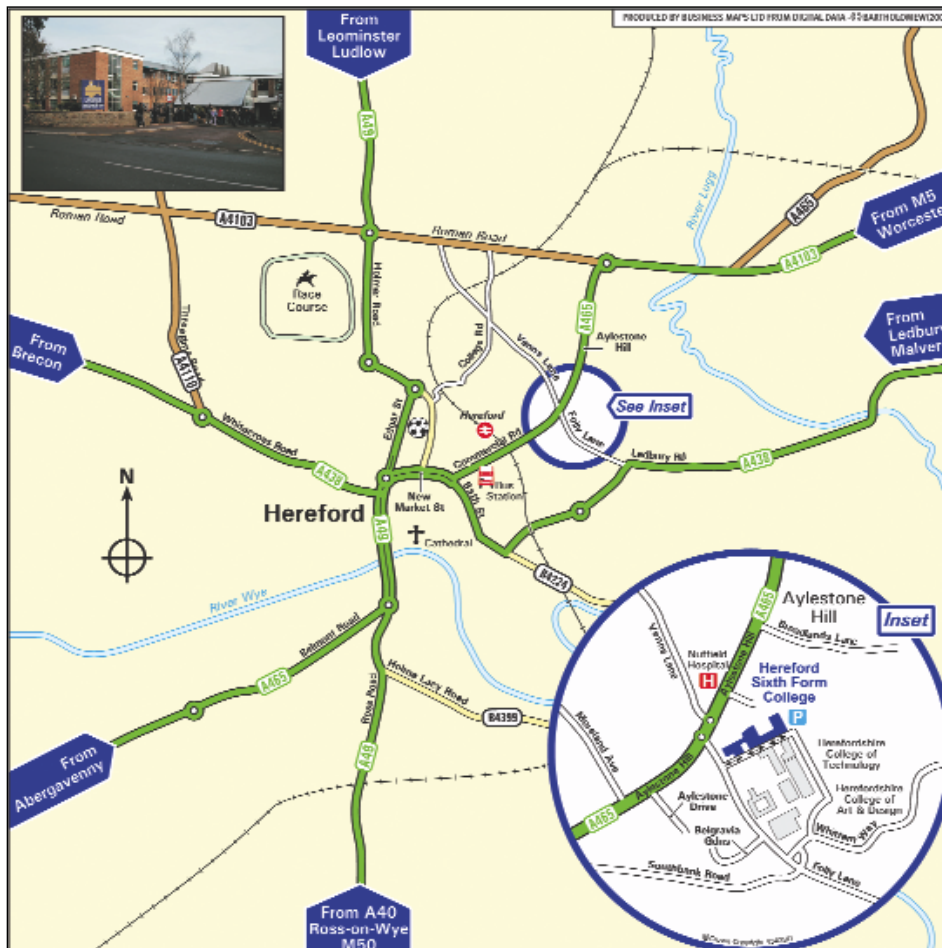 From
Leominster
Ludlow
PRODUCED BY BUSINESS MAPS LTD FROM DIGITAL DATA
A49
River Lugg
A465
From M5
Worcester
Roman Road
A4103
Roman Road
A4103
Holmer Road
Race
Course
A465
Aylestone
Hill
From
Ledbury
Malvern
From
Brecon
A4110
College Rd
Venns Lane
See Inset
Whitecross Road
Edgar St
Hereford
Folly Lane
Commercial Rd
Ledbury Rd
A438
A438
Bus
Station
Bath St
New
Market St
Hereford
N
A49
Cathedral
B4224
River Wye
Belmont Road
A465
Holme Lacy Road
Ross Road
B4399
A49
From
Abergavenny
From A40
Ross-on-Wye
M50
Inset
A465
Aylestone
Hill
Broadlands Lane
Venns Lane
Nuffield
Hospital
H
Aylestone Hill
Hereford
Sixth Form
College
P
Moreland Ave
Herefordshire
College of
Technology
Aylestone Hill
Herefordshire
College of
Art & Design
Aylestone
Drive
A465
Belgravia
Gdns
Whittern Way
Southbank Road
Folly Lane